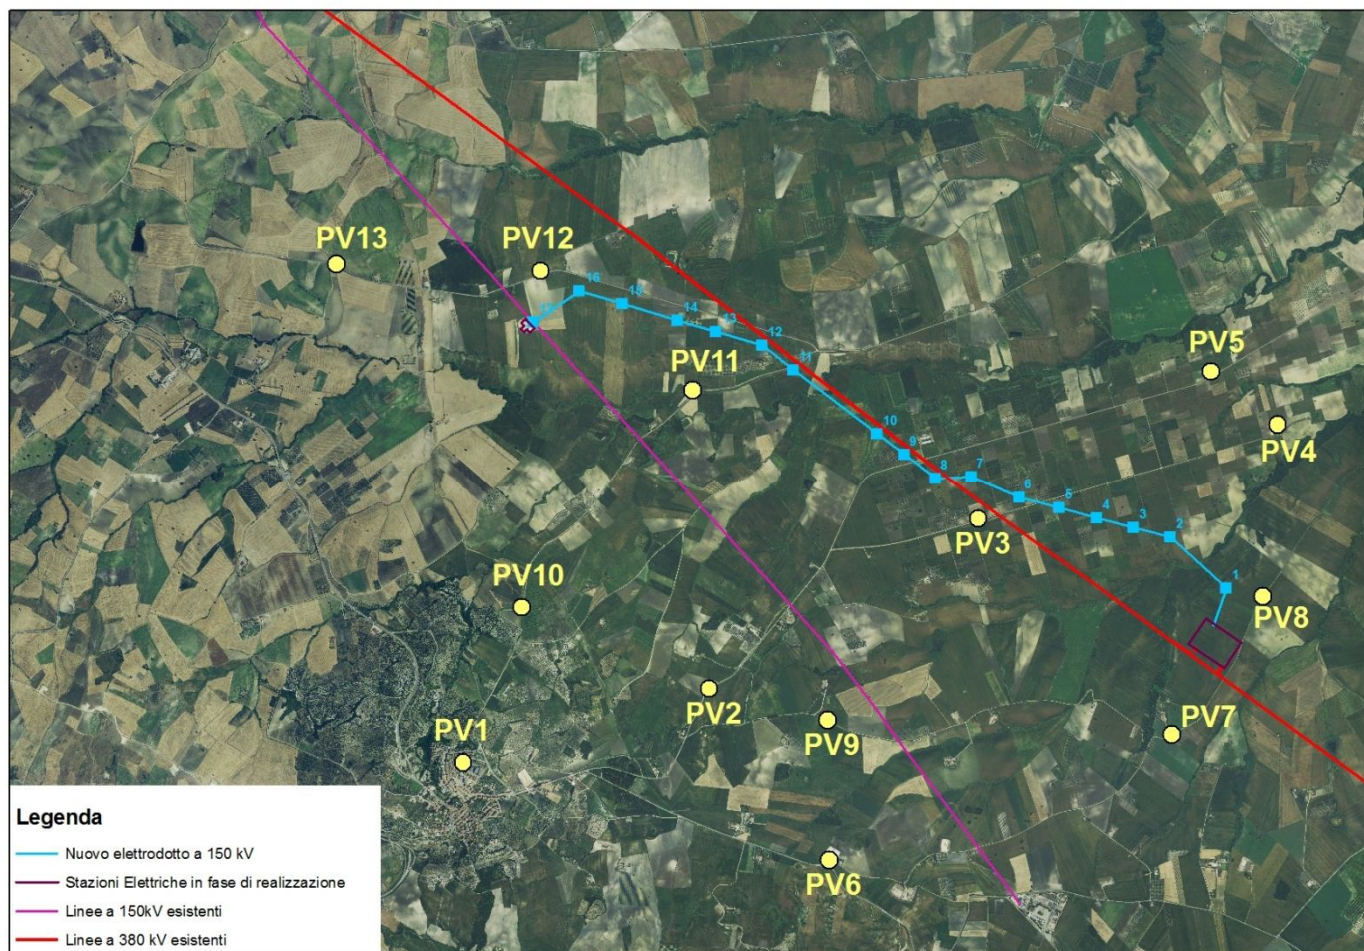 PV13
PV12
16
15
17
14
13
12
11
PV5
PV11
10
PV4
9
8
7
6
5
4
3
2
PV3
PV10
1
PV8
PV2
PV9
PV7
PV1
PV6
Legenda
Nuovo elettrodotto a 150 kV
Stazioni Elettriche in fase di realizzazione
Linee a 150kV esistenti
Linee a 380 kV esistenti